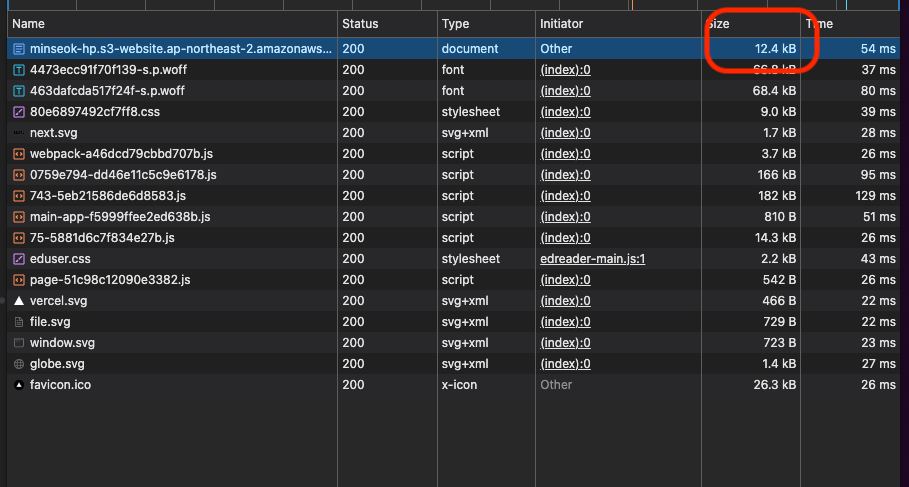 Name Status Type Initiator Size Time
minseok-hp.s3-website.ap-northeast-2.amazonaws... 200 document Other 12.4 kB 54 ms
4473ecc91f70f139-s.p.woff 200 font (index):0 66.8 kB 37 ms
463dafcda517f24f-s.p.woff 200 font (index):0 68.4 kB 80 ms
80e6897492cf7ff8.css 200 stylesheet (index):0 9.0 kB 39 ms
next.svg 200 svg+xml (index):0 1.7 kB 28 ms
webpack-a46dcd79cbbd707b.js 200 script (index):0 3.7 kB 26 ms
0759e794-dd46e11c5c9e6178.js 200 script (index):0 166 kB 95 ms
743-5eb21586de6d8583.js 200 script (index):0 182 kB 129 ms
main-app-f5999ffee2ed638b.js 200 script (index):0 810 B 51 ms
75-5881d6c7f834e27b.js 200 script (index):0 14.3 kB 26 ms
eduser.css 200 stylesheet edreader-main.js:1 2.2 kB 43 ms
page-51c98c12090e3382.js 200 script (index):0 542 B 26 ms
vercel.svg 200 svg+xml (index):0 466 B 22 ms
file.svg 200 svg+xml (index):0 729 B 22 ms
window.svg 200 svg+xml (index):0 723 B 23 ms
globe.svg 200 svg+xml (index):0 1.4 kB 27 ms
favicon.ico 200 x-icon Other 26.3 kB 26 ms